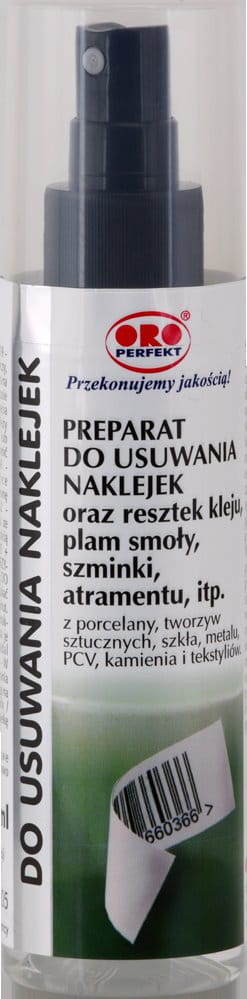 ORO
PERFEKT
Przekonujemy jakością!
PREPARAT
DO USUWANIA
NAKLEJEK
oraz resztek kleju,
plam smoły,
szminki,
atramentu, itp.
z porcelany, tworzyw
sztucznych, szkła, metalu,
PCV, kamienia i tekstyliów.
660366 >
DO USUWANIA NAKLEJEK